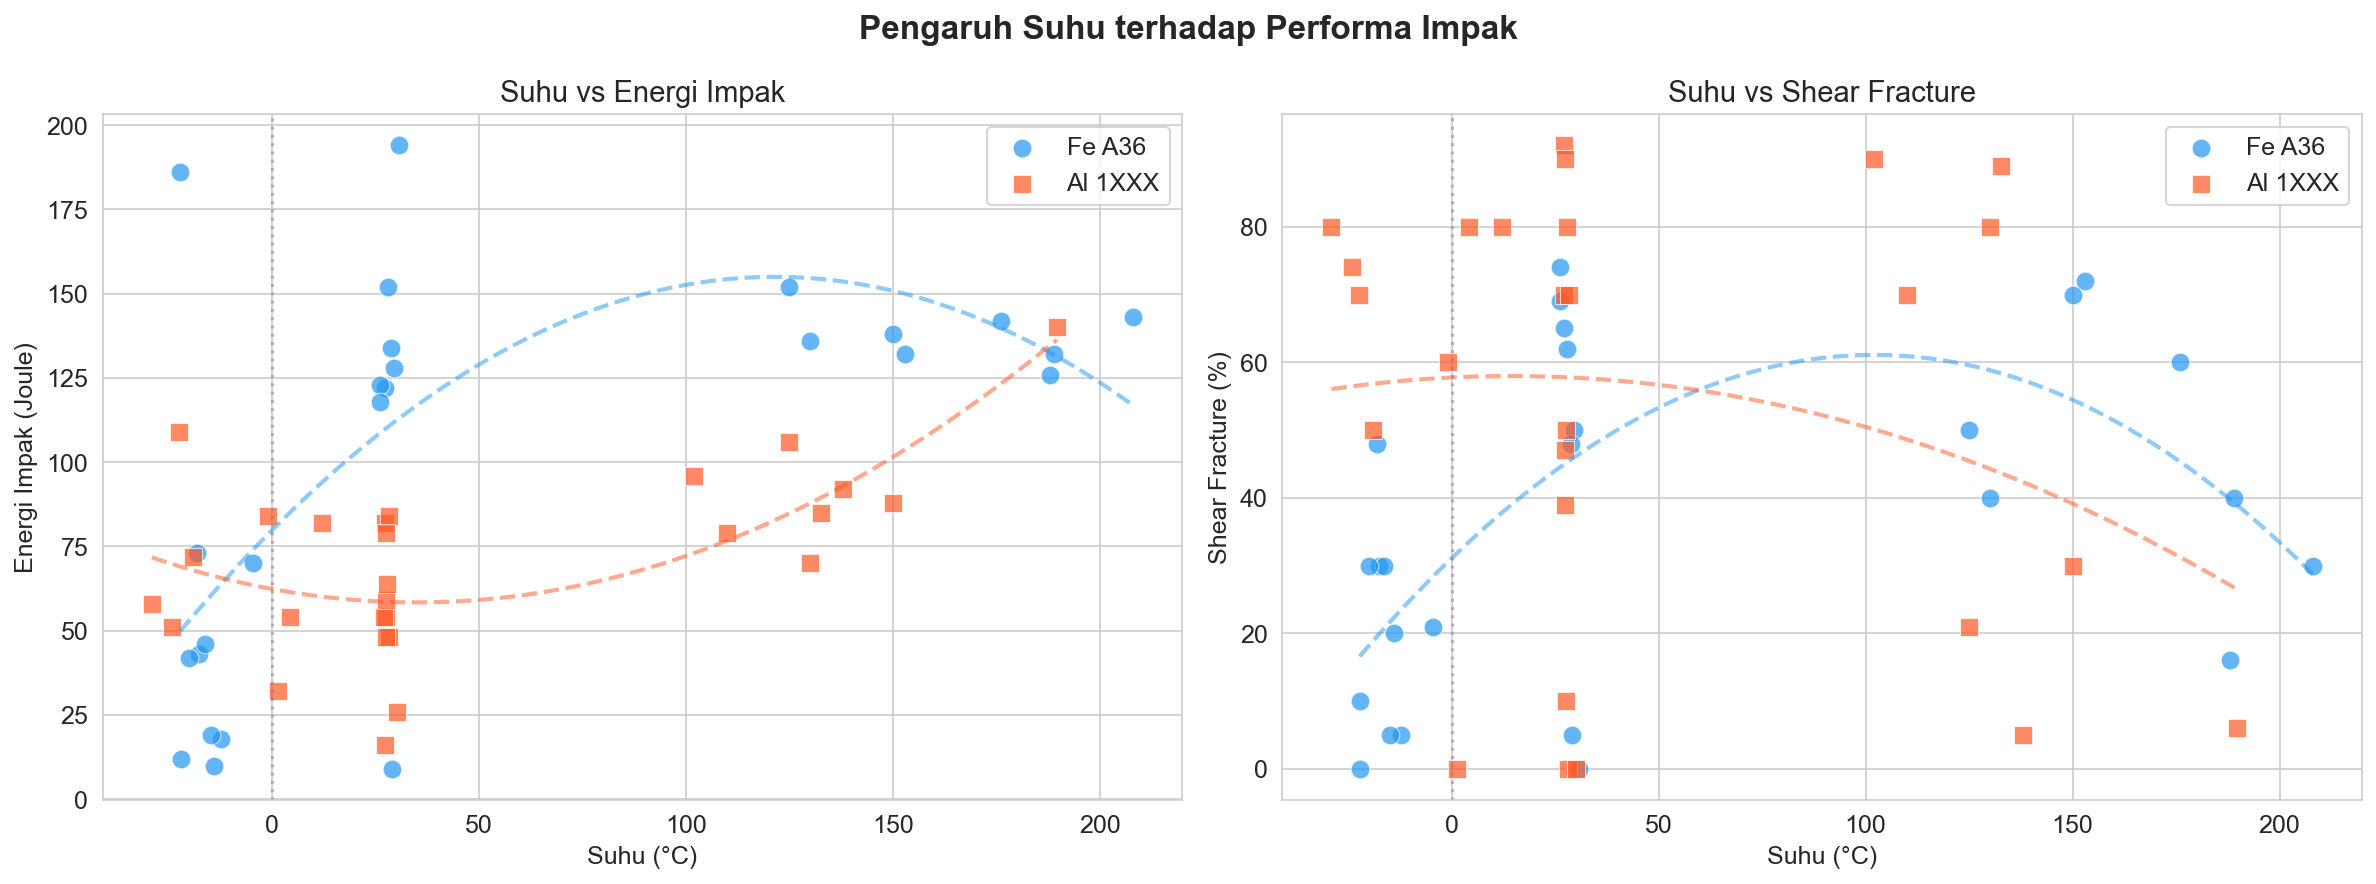 Pengaruh Suhu terhadap Performa Impak
Suhu vs Energi Impak
Energi Impak (Joule)
200
175
150
125
100
75
50
25
0
Fe A36
Al 1XXX
0 50 100 150 200
Suhu (°C)
Suhu vs Shear Fracture
Shear Fracture (%)
80
60
40
20
0
Fe A36
Al 1XXX
0 50 100 150 200
Suhu (°C)